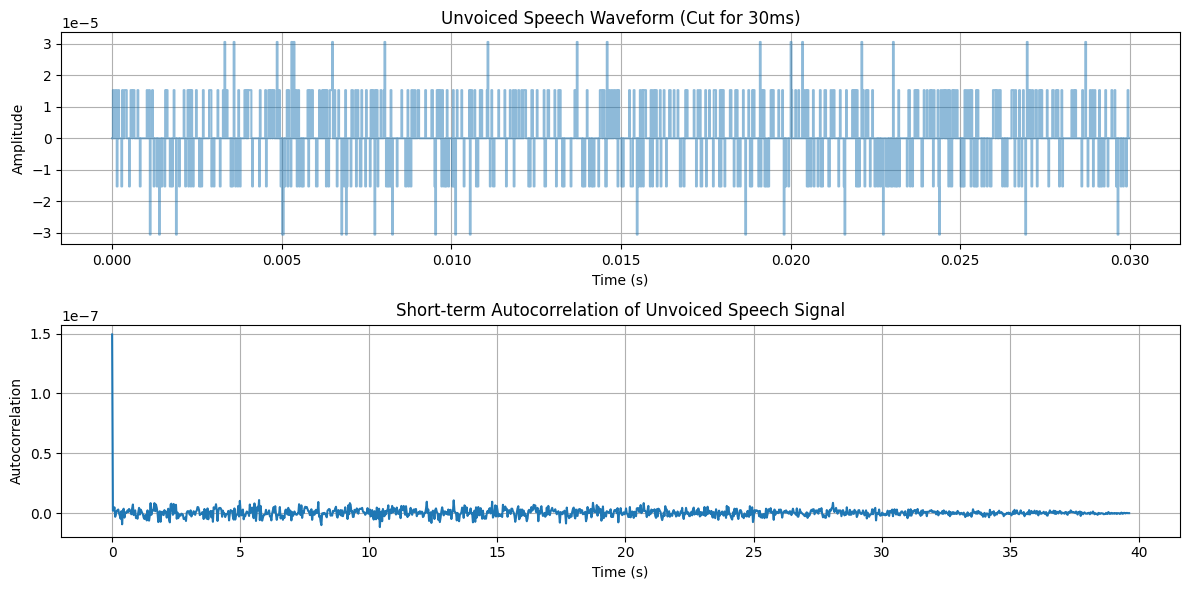 Unvoiced Speech Waveform (Cut for 30ms)
1e−5
3
2
1
0
−1
−2
−3
Amplitude
0.000 0.005 0.010 0.015 0.020 0.025 0.030
Time (s)
Short-term Autocorrelation of Unvoiced Speech Signal
1e−7
1.5
1.0
0.5
0.0
Autocorrelation
0 5 10 15 20 25 30 35 40
Time (s)